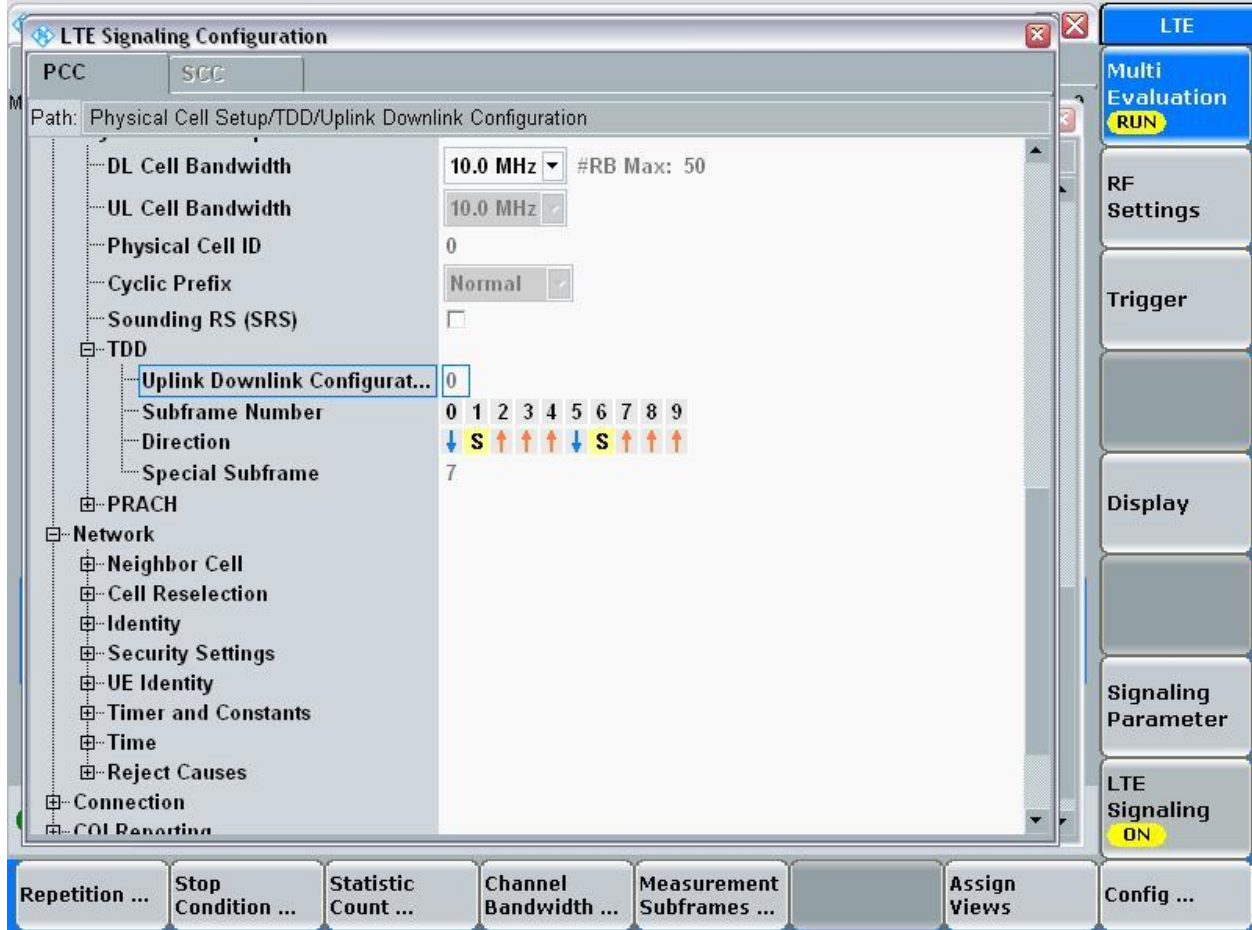 LTE Signaling Configuration
PCC SCC
Path: Physical Cell Setup/TDD/Uplink Downlink Configuration
DL Cell Bandwidth 10.0 MHz #RB Max: 50
UL Cell Bandwidth 10.0 MHz
Physical Cell ID 0
Cyclic Prefix Normal
Sounding RS (SRS)
TDD
Uplink Downlink Configurat... 0
Subframe Number 0 1 2 3 4 5 6 7 8 9
Direction ↓ S ↑ ↑ ↑ ↓ S ↑ ↑ ↑
Special Subframe 7
PRACH
Network
Neighbor Cell
Cell Reselection
Identity
Security Settings
UE Identity
Timer and Constants
Time
Reject Causes
Connection
CQI Reporting
LTE
Multi
Evaluation
RUN
RF
Settings
Trigger
Display
Signaling
Parameter
LTE
Signaling
ON
Repetition ...
Stop
Condition ...
Statistic
Count ...
Channel
Bandwidth ...
Measurement
Subframes ...
Assign
Views
Config ...